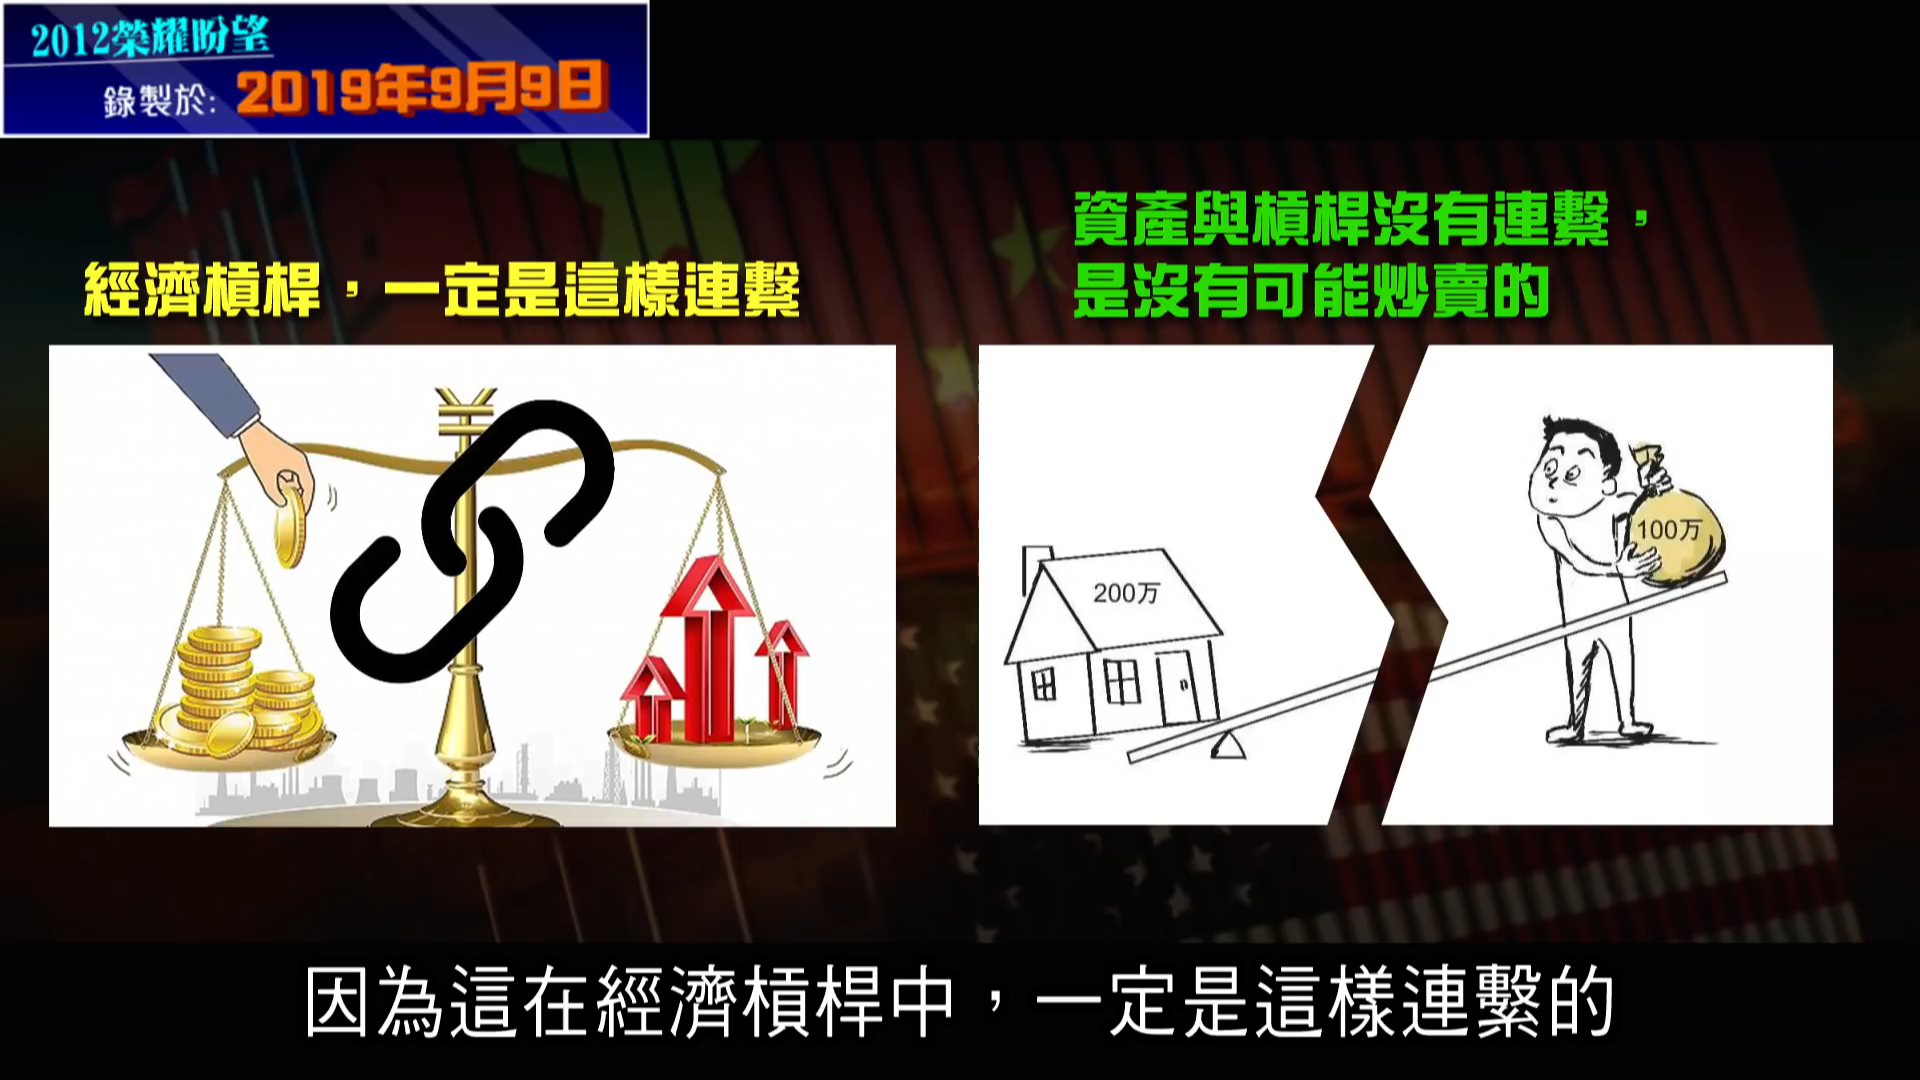 2012榮耀盼望
錄製於: 2019年9月9日
經濟槓桿，一定是這樣連繫
資產與槓桿沒有連繫，
是沒有可能炒賣的
200万
100万
因為這在經濟槓桿中，一定是這樣連繫的